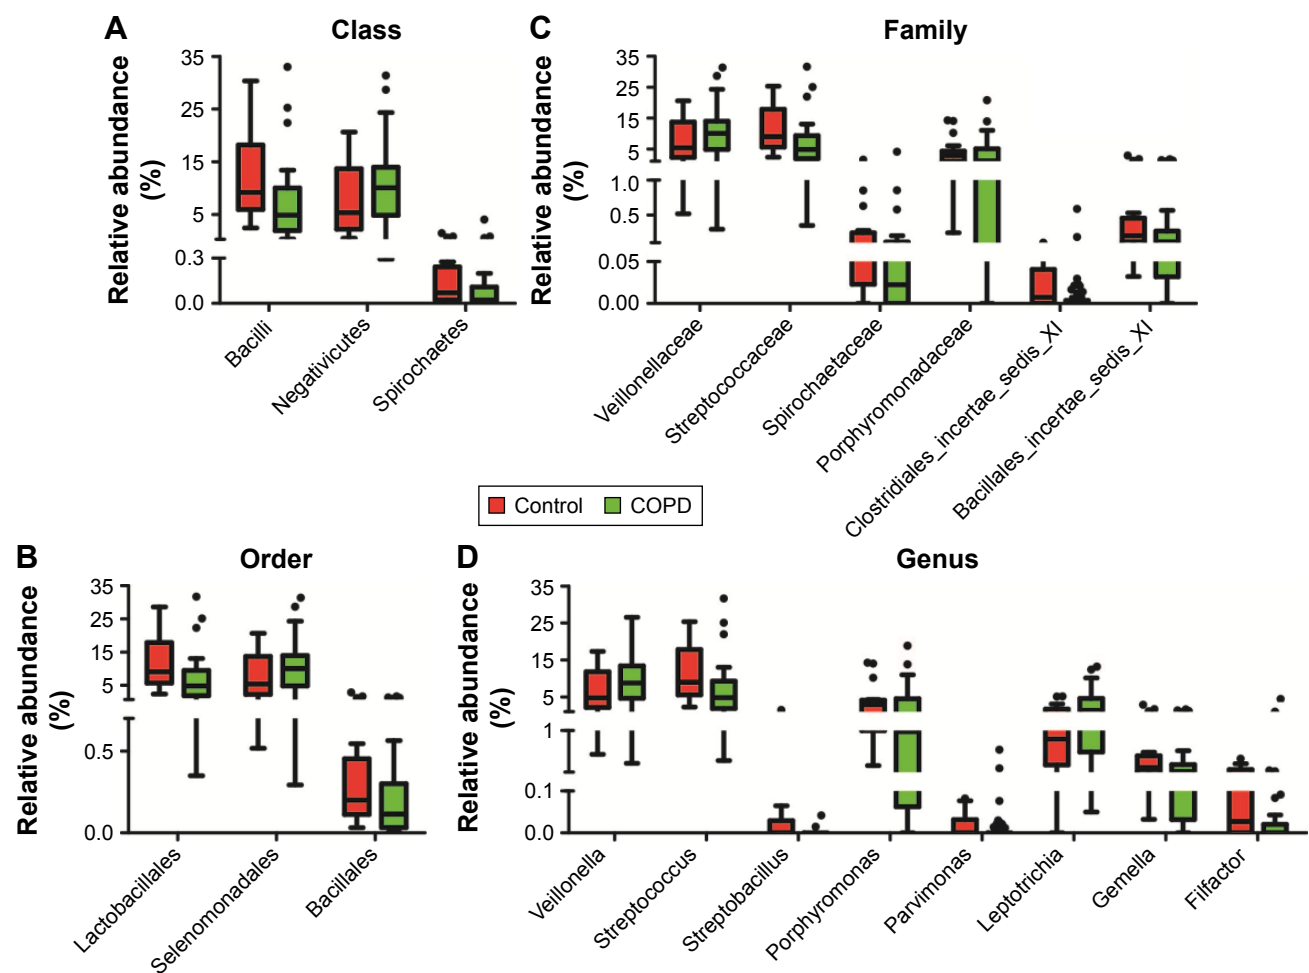 A Class
Relative abundance
(%)
35
25
15
5
0.3
0.0
Bacilli
Negativicutes
Spirochaetes
C Family
Relative abundance
(%)
35
25
15
5
1.0
0.5
0.05
0.00
Veillonellaceae
Streptococcaceae
Spirochaetaceae
Porphyromonadaceae
Clostridiales_incertae_sedis_XI
Bacillales_incertae_sedis_XI
Control COPD
B Order
Relative abundance
(%)
35
25
15
5
0.5
0.0
Lactobacillales
Selenomonadales
Bacillales
D Genus
Relative abundance
(%)
35
25
15
5
1
0.1
0.0
Veillonella
Streptococcus
Streptobacillus
Porphyromonas
Parvimonas
Leptotrichia
Gemella
Filfactor